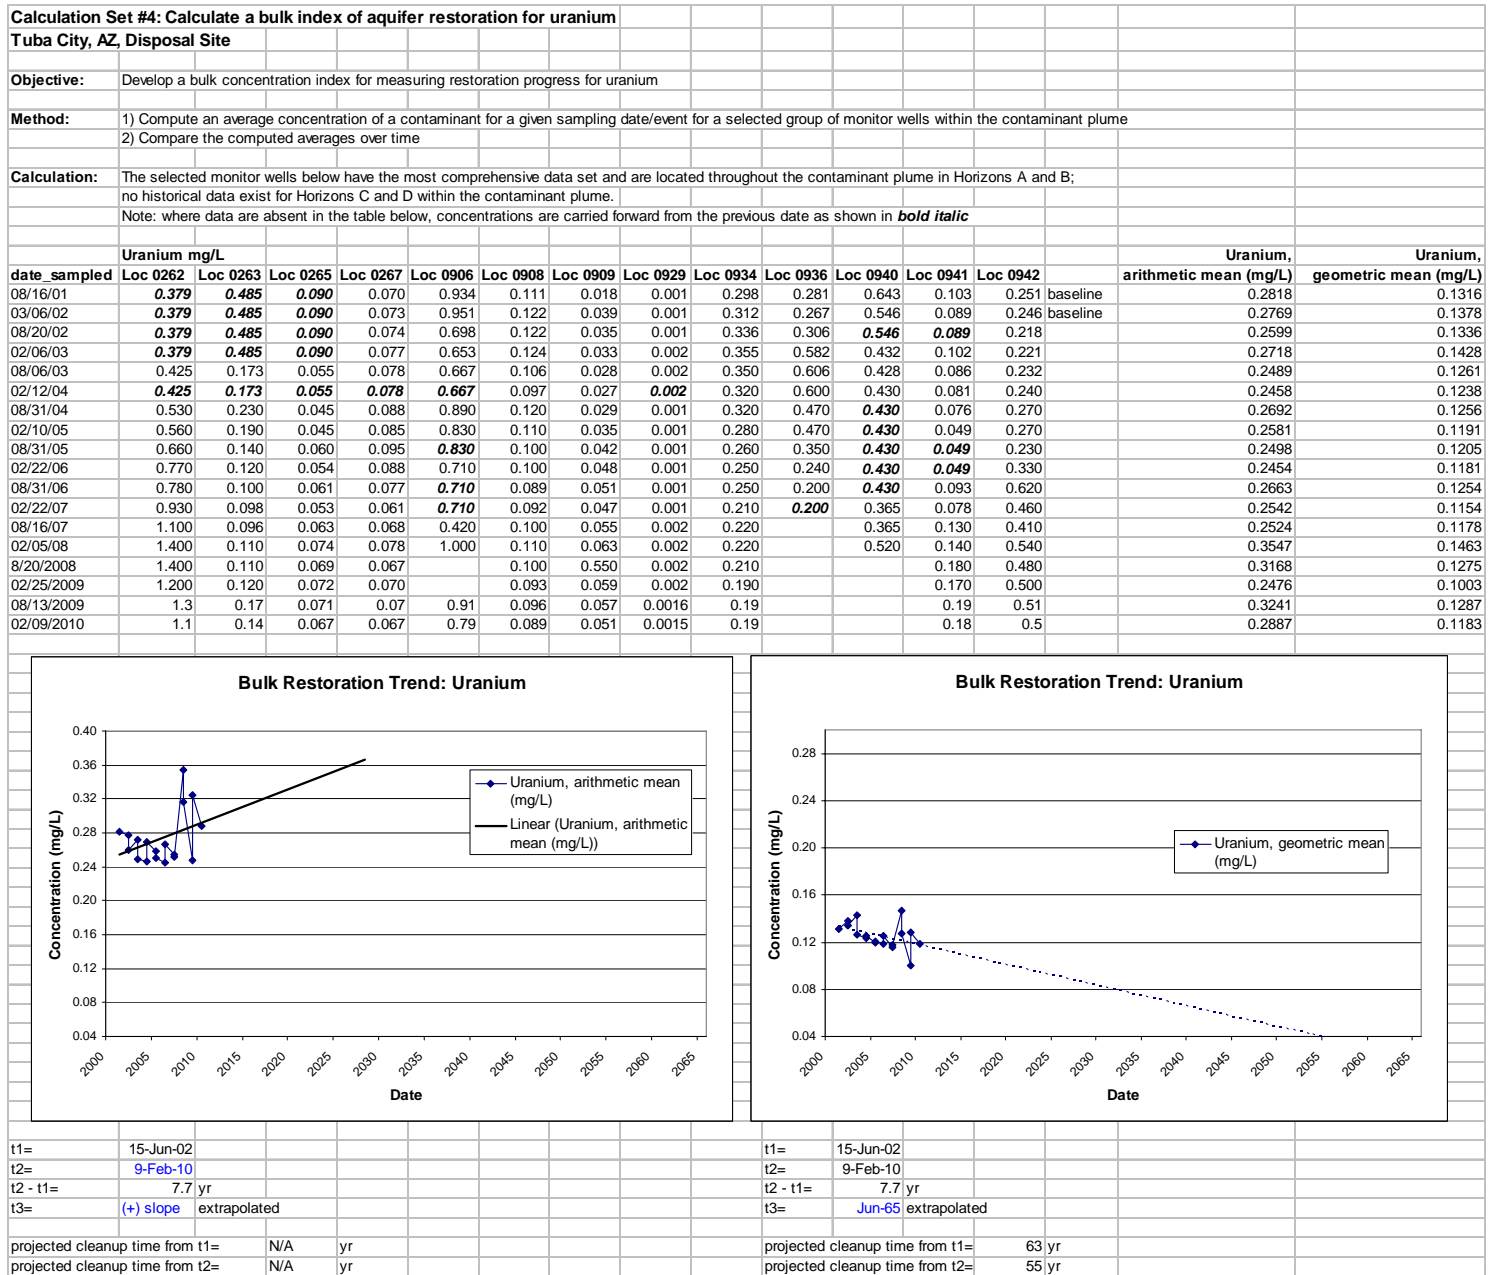 Calculation Set #4: Calculate a bulk index of aquifer restoration for uranium
Tuba City, AZ, Disposal Site
Objective: Develop a bulk concentration index for measuring restoration progress for uranium
Method: 1) Compute an average concentration of a contaminant for a given sampling date/event for a selected group of monitor wells within the contaminant plume
2) Compare the computed averages over time
Calculation: The selected monitor wells below have the most comprehensive data set and are located throughout the contaminant plume in Horizons A and B;
no historical data exist for Horizons C and D within the contaminant plume.
Note: where data are absent in the table below, concentrations are carried forward from the previous date as shown in bold italic
Uranium mg/L Uranium, Uranium,
date_sampled Loc 0262 Loc 0263 Loc 0265 Loc 0267 Loc 0906 Loc 0908 Loc 0909 Loc 0929 Loc 0934 Loc 0936 Loc 0940 Loc 0941 Loc 0942 arithmetic mean (mg/L) geometric mean (mg/L)
08/16/01 0.379 0.485 0.090 0.070 0.934 0.111 0.018 0.001 0.298 0.281 0.643 0.103 0.251 baseline 0.2818 0.1316
03/06/02 0.379 0.485 0.090 0.073 0.951 0.122 0.039 0.001 0.312 0.267 0.546 0.089 0.246 baseline 0.2769 0.1378
08/20/02 0.379 0.485 0.090 0.074 0.698 0.122 0.035 0.001 0.336 0.306 0.546 0.089 0.218 0.2599 0.1336
02/06/03 0.379 0.485 0.090 0.077 0.653 0.124 0.033 0.002 0.355 0.582 0.432 0.102 0.221 0.2718 0.1428
08/06/03 0.425 0.173 0.055 0.078 0.667 0.106 0.028 0.002 0.350 0.606 0.428 0.086 0.232 0.2489 0.1261
02/12/04 0.425 0.173 0.055 0.078 0.667 0.097 0.027 0.002 0.320 0.600 0.430 0.081 0.240 0.2458 0.1238
08/31/04 0.530 0.230 0.045 0.088 0.890 0.120 0.029 0.001 0.320 0.470 0.430 0.076 0.270 0.2692 0.1256
02/10/05 0.560 0.190 0.045 0.085 0.830 0.110 0.035 0.001 0.280 0.470 0.430 0.049 0.270 0.2581 0.1191
08/31/05 0.660 0.140 0.060 0.095 0.830 0.100 0.042 0.001 0.260 0.350 0.430 0.049 0.230 0.2498 0.1205
02/22/06 0.770 0.120 0.054 0.088 0.710 0.100 0.048 0.001 0.250 0.240 0.430 0.049 0.330 0.2454 0.1181
08/31/06 0.780 0.100 0.061 0.077 0.710 0.089 0.051 0.001 0.250 0.200 0.430 0.093 0.620 0.2663 0.1254
02/22/07 0.930 0.098 0.053 0.061 0.710 0.092 0.047 0.001 0.210 0.200 0.365 0.078 0.460 0.2542 0.1154
08/16/07 1.100 0.096 0.063 0.068 0.420 0.100 0.055 0.002 0.220 0.365 0.130 0.410 0.2524 0.1178
02/05/08 1.400 0.110 0.074 0.078 1.000 0.110 0.063 0.002 0.220 0.520 0.140 0.540 0.3547 0.1463
8/20/2008 1.400 0.110 0.069 0.067 0.100 0.550 0.002 0.210 0.180 0.480 0.3168 0.1275
02/25/2009 1.200 0.120 0.072 0.070 0.093 0.059 0.002 0.190 0.170 0.500 0.2476 0.1003
08/13/2009 1.3 0.17 0.071 0.07 0.91 0.096 0.057 0.0016 0.19 0.19 0.51 0.3241 0.1287
02/09/2010 1.1 0.14 0.067 0.067 0.79 0.089 0.051 0.0015 0.19 0.18 0.5 0.2887 0.1183
Bulk Restoration Trend: Uranium
Concentration (mg/L)
0.40
0.36
0.32
0.28
0.24
0.20
0.16
0.12
0.08
0.04
Uranium, arithmetic mean
(mg/L)
Linear (Uranium, arithmetic
mean (mg/L))
2000 2005 2010 2015 2020 2025 2030 2035 2040 2045 2050 2055 2060 2065
Date
Bulk Restoration Trend: Uranium
Concentration (mg/L)
0.28
0.24
0.20
0.16
0.12
0.08
0.04
Uranium, geometric mean
(mg/L)
2000 2005 2010 2015 2020 2025 2030 2035 2040 2045 2050 2055 2060 2065
Date
t1= 15-Jun-02
t2= 9-Feb-10
t2 - t1= 7.7 yr
t3= (+) slope extrapolated
projected cleanup time from t1= N/A yr
projected cleanup time from t2= N/A yr
t1= 15-Jun-02
t2= 9-Feb-10
t2 - t1= 7.7 yr
t3= Jun-65 extrapolated
projected cleanup time from t1= 63 yr
projected cleanup time from t2= 55 yr